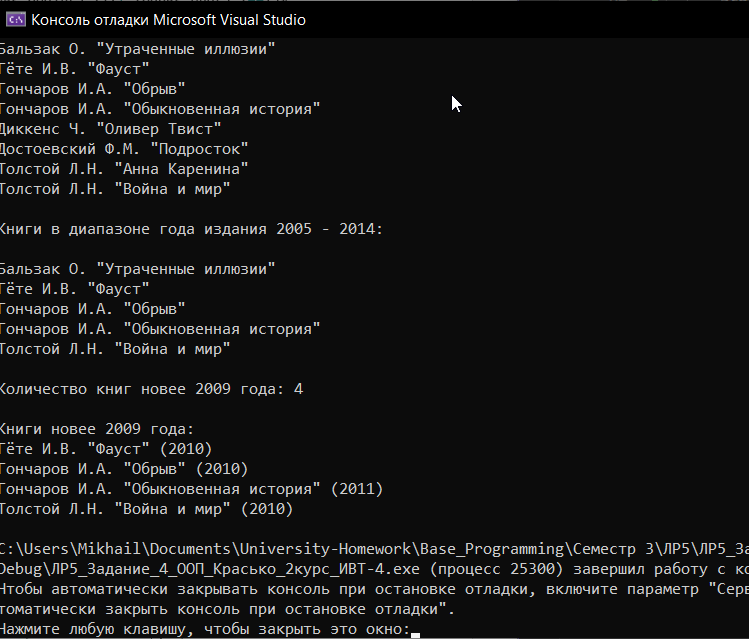 Консоль отладки Microsoft Visual Studio
Бальзак О. "Утраченные иллюзии"
Гёте И.В. "Фауст"
Гончаров И.А. "Обрыв"
Гончаров И.А. "Обыкновенная история"
Диккенс Ч. "Оливер Твист"
Достоевский Ф.М. "Подросток"
Толстой Л.Н. "Анна Каренина"
Толстой Л.Н. "Война и мир"
Книги в диапазоне года издания 2005 - 2014:
Бальзак О. "Утраченные иллюзии"
Гёте И.В. "Фауст"
Гончаров И.А. "Обрыв"
Гончаров И.А. "Обыкновенная история"
Толстой Л.Н. "Война и мир"
Количество книг новее 2009 года: 4
Книги новее 2009 года:
Гёте И.В. "Фауст" (2010)
Гончаров И.А. "Обрыв" (2010)
Гончаров И.А. "Обыкновенная история" (2011)
Толстой Л.Н. "Война и мир" (2010)
C:\Users\Mikhail\Documents\University-Homework\Base_Programming\Семестр 3\ЛР5\ЛР5_За
Debug\ЛР5_Задание_4_ООП_Красько_2курс_ИВТ-4.exe (процесс 25300) завершил работу с ко
Чтобы автоматически закрывать консоль при остановке отладки, включите параметр "Серв
томатически закрыть консоль при остановке отладки".
Нажмите любую клавишу, чтобы закрыть это окно: